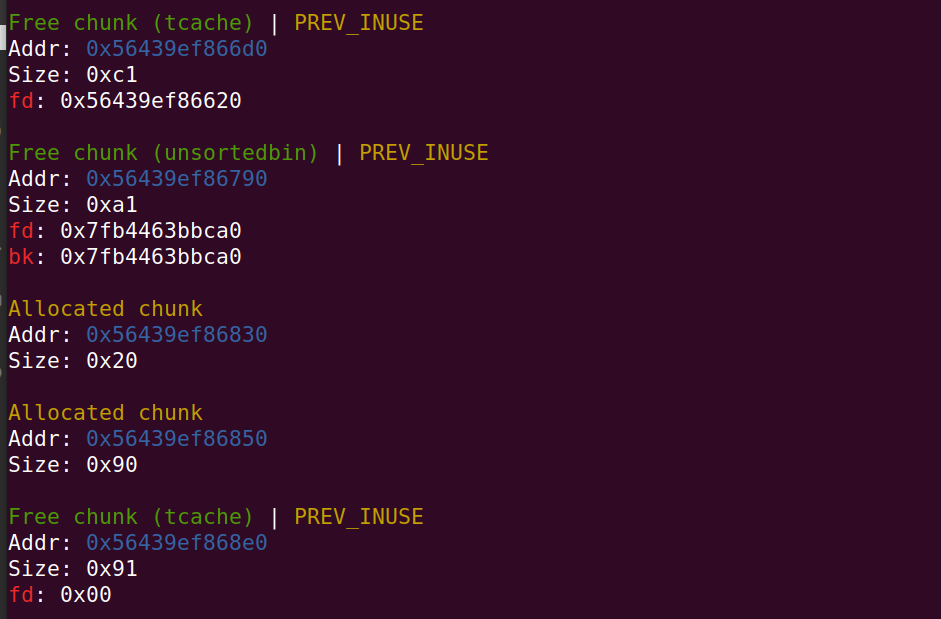 Free chunk (tcache) | PREV_INUSE
Addr: 0x56439ef866d0
Size: 0xc1
fd: 0x56439ef86620
Free chunk (unsortedbin) | PREV_INUSE
Addr: 0x56439ef86790
Size: 0xa1
fd: 0x7fb4463bbca0
bk: 0x7fb4463bbca0
Allocated chunk
Addr: 0x56439ef86830
Size: 0x20
Allocated chunk
Addr: 0x56439ef86850
Size: 0x90
Free chunk (tcache) | PREV_INUSE
Addr: 0x56439ef868e0
Size: 0x91
fd: 0x00